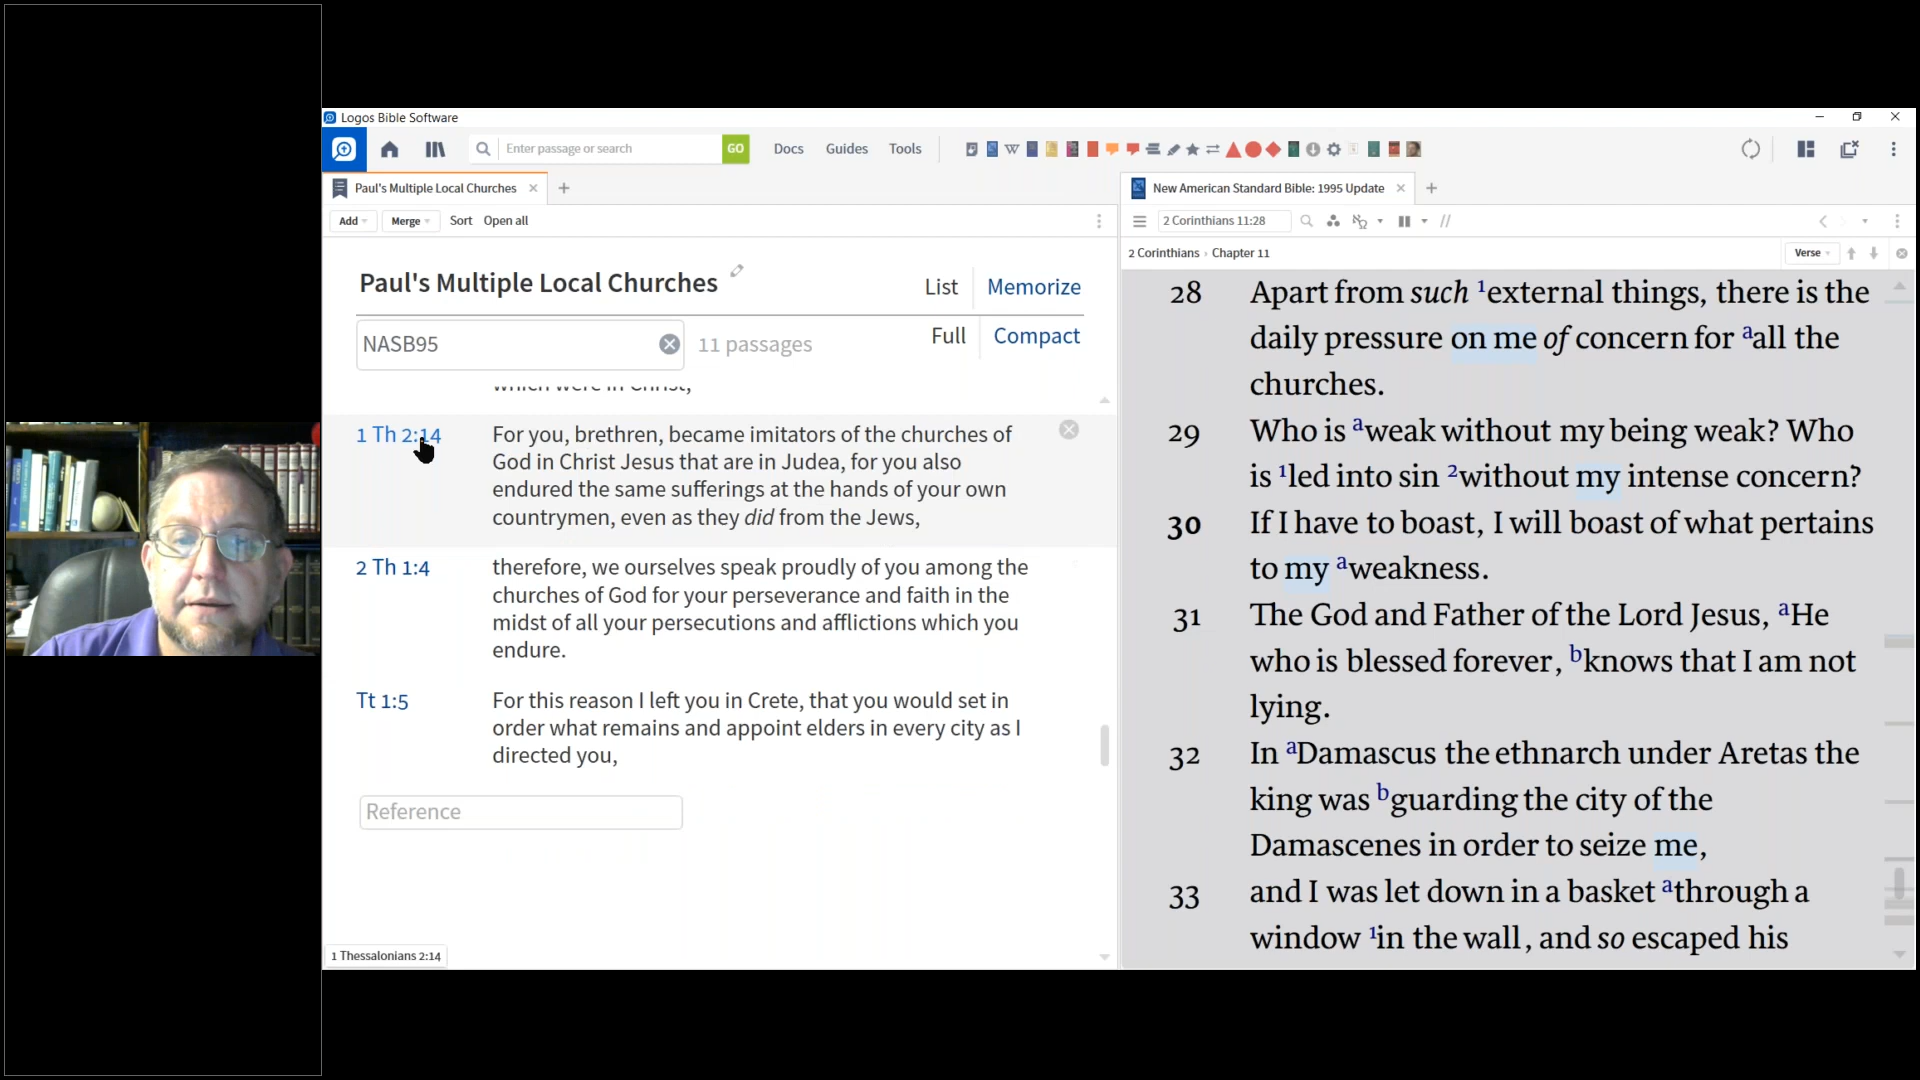 Logos Bible Software
Enter passage or search
GO
Docs
Guides
Tools
Paul's Multiple Local Churches
Add
Merge
Sort
Open all
Paul's Multiple Local Churches
List
Memorize
NASB95
11 passages
Full
Compact
which were in Christ,
1 Th 2:14
For you, brethren, became imitators of the churches of
God in Christ Jesus that are in Judea, for you also
endured the same sufferings at the hands of your own
countrymen, even as they did from the Jews,
2 Th 1:4
therefore, we ourselves speak proudly of you among the
churches of God for your perseverance and faith in the
midst of all your persecutions and afflictions which you
endure.
Tt 1:5
For this reason I left you in Crete, that you would set in
order what remains and appoint elders in every city as I
directed you,
Reference
1 Thessalonians 2:14
New American Standard Bible: 1995 Update
2 Corinthians 11:28
2 Corinthians › Chapter 11
Verse
28 Apart from such 1external things, there is the
daily pressure on me of concern for aall the
churches.
29 Who is aweak without my being weak? Who
is 1led into sin 2without my intense concern?
30 If I have to boast, I will boast of what pertains
to my aweakness.
31 The God and Father of the Lord Jesus, aHe
who is blessed forever, bknows that I am not
lying.
32 In aDamascus the ethnarch under Aretas the
king was bguarding the city of the
Damascenes in order to seize me,
33 and I was let down in a basket athrough a
window 1in the wall, and so escaped his